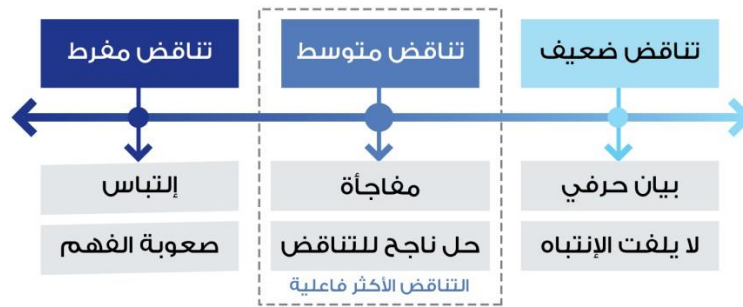 تناقض ضعيف
تناقض متوسط
تناقض مفرط
بيان حرفي
مفاجأة
إلتباس
لا يلفت الإنتباه
حل ناجح للتناقض
صعوبة الفهم
التناقض الأكثر فاعلية